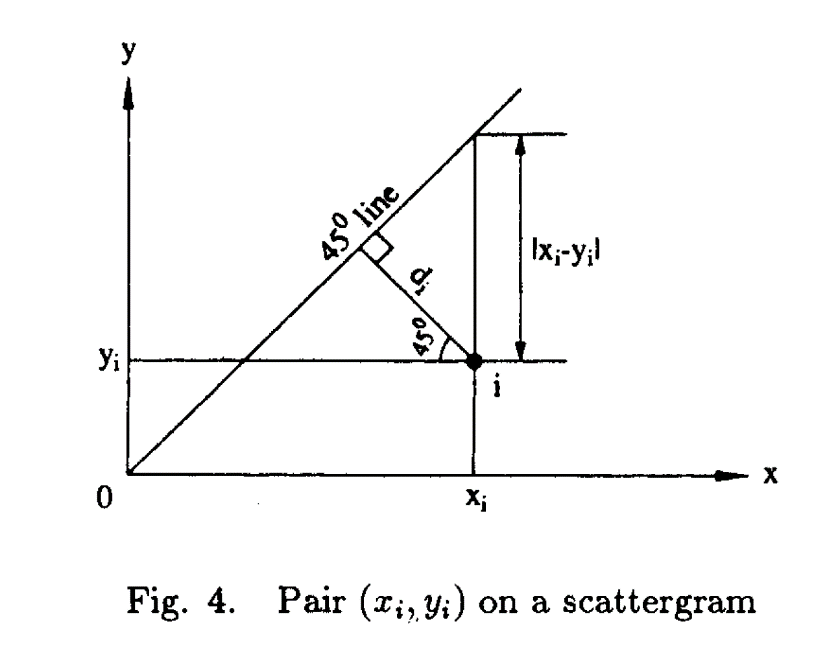 y
45⁰ line
|xᵢ-yᵢ|
dᵢ
45⁰
yᵢ
i
0
xᵢ
x
Fig. 4. Pair (xᵢ, yᵢ) on a scattergram